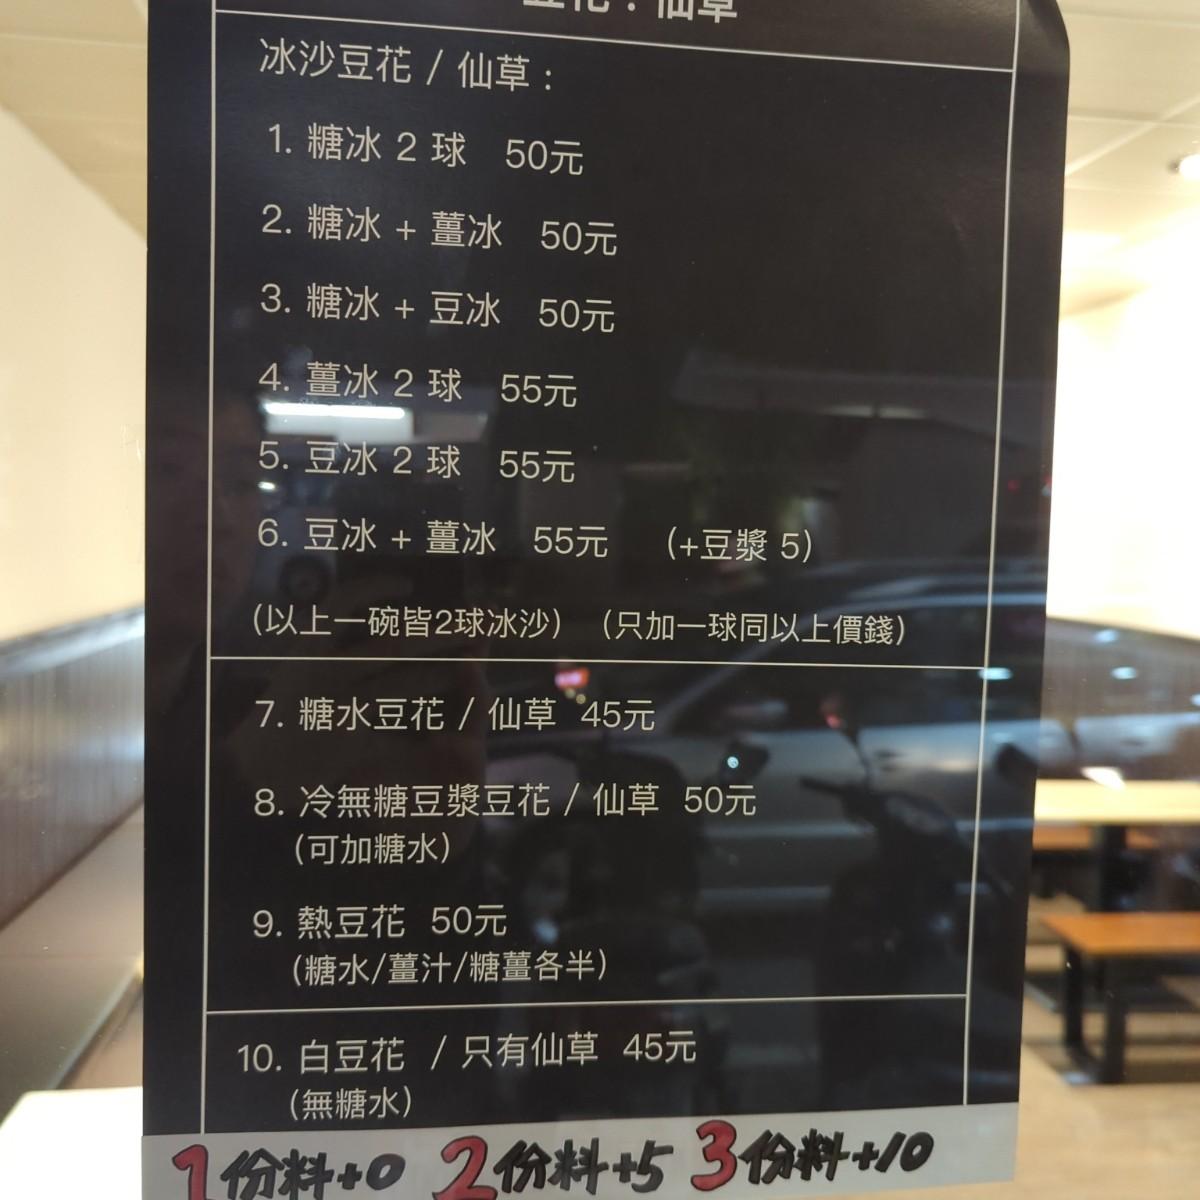 豆花：仙草
冰沙豆花 / 仙草：
1. 糖冰 2 球 50元
2. 糖冰 + 薑冰 50元
3. 糖冰 + 豆冰 50元
4. 薑冰 2 球 55元
5. 豆冰 2 球 55元
6. 豆冰 + 薑冰 55元 (+豆漿 5)
(以上一碗皆2球冰沙) (只加一球同以上價錢)
7. 糖水豆花 / 仙草 45元
8. 冷無糖豆漿豆花 / 仙草 50元
(可加糖水)
9. 熱豆花 50元
(糖水/薑汁/糖薑各半)
10. 白豆花 / 只有仙草 45元
(無糖水)
1份料+0 2份料+5 3份料+10